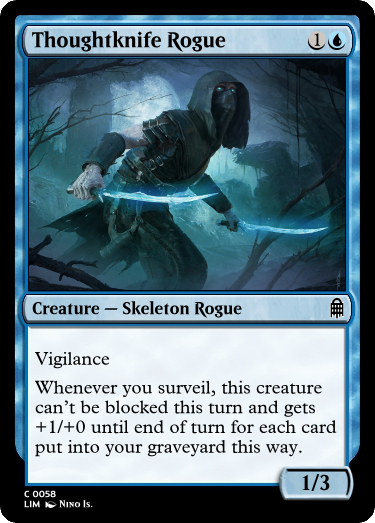 Thoughtknife Rogue 1
Creature — Skeleton Rogue
Vigilance
Whenever you surveil, this creature
can't be blocked this turn and gets
+1/+0 until end of turn for each card
put into your graveyard this way.
1/3
C 0058
LIM Nino Is.